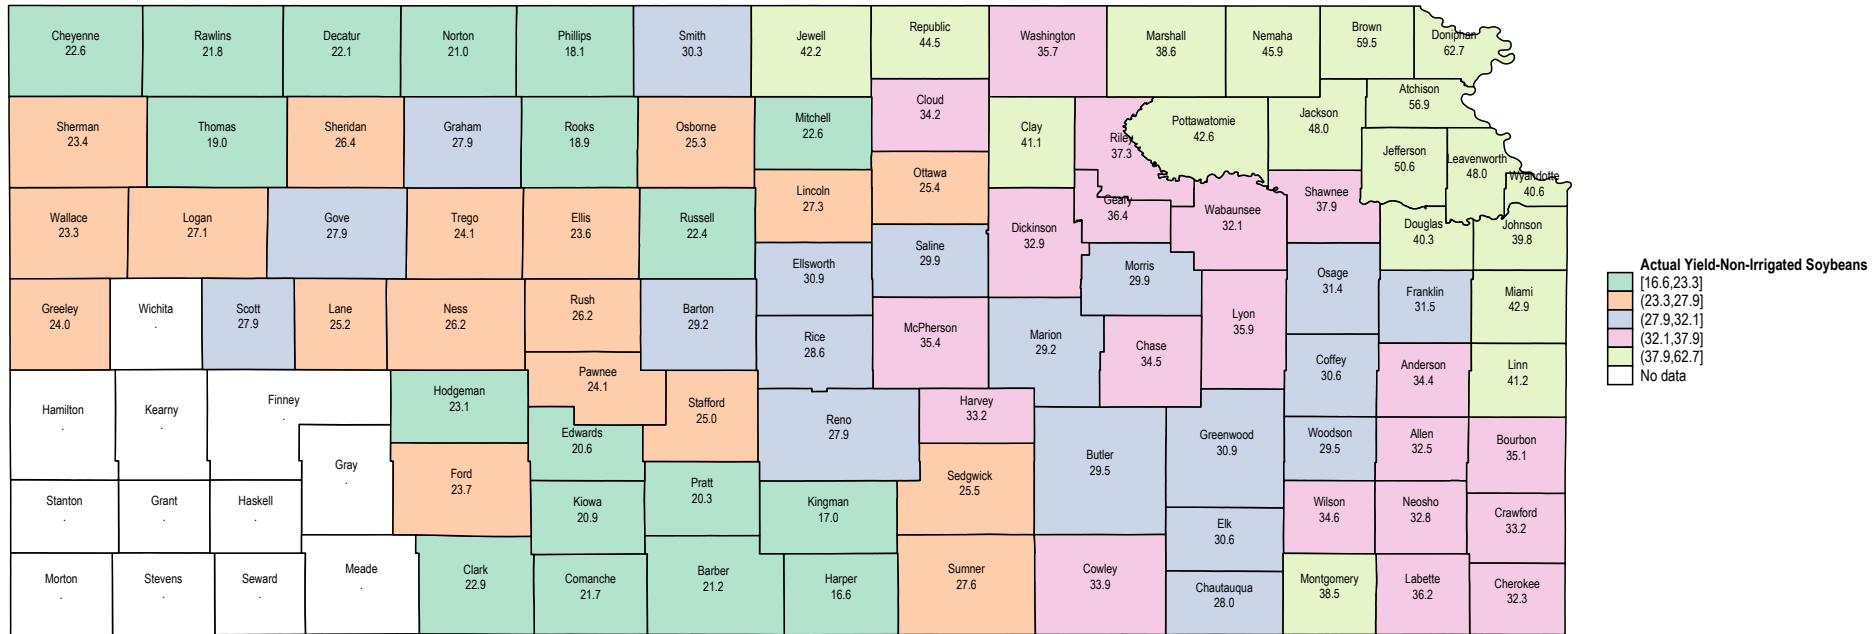 Cheyenne
22.6
Rawlins
21.8
Decatur
22.1
Norton
21.0
Phillips
18.1
Smith
30.3
Jewell
42.2
Republic
44.5
Washington
35.7
Marshall
38.6
Nemaha
45.9
Brown
59.5
Doniphan
62.7
Sherman
23.4
Thomas
19.0
Sheridan
26.4
Graham
27.9
Rooks
18.9
Osborne
25.3
Mitchell
22.6
Cloud
34.2
Clay
41.1
Riley
37.3
Pottawatomie
42.6
Jackson
48.0
Atchison
56.9
Jefferson
50.6
Leavenworth
48.0
Wyandotte
40.6
Wallace
23.3
Logan
27.1
Gove
27.9
Trego
24.1
Ellis
23.6
Russell
22.4
Lincoln
27.3
Ottawa
25.4
Dickinson
32.9
Geary
36.4
Wabaunsee
32.1
Shawnee
37.9
Douglas
40.3
Johnson
39.8
Ellsworth
30.9
Saline
29.9
Morris
29.9
Osage
31.4
Franklin
31.5
Miami
42.9
Greeley
24.0
Wichita
.
Scott
27.9
Lane
25.2
Ness
26.2
Rush
26.2
Barton
29.2
Rice
28.6
McPherson
35.4
Marion
29.2
Chase
34.5
Lyon
35.9
Coffey
30.6
Anderson
34.4
Linn
41.2
Hamilton
.
Kearny
.
Finney
.
Hodgeman
23.1
Pawnee
24.1
Stafford
25.0
Reno
27.9
Harvey
33.2
Butler
29.5
Greenwood
30.9
Woodson
29.5
Allen
32.5
Bourbon
35.1
Gray
.
Ford
23.7
Edwards
20.6
Pratt
20.3
Kingman
17.0
Sedgwick
25.5
Stanton
.
Grant
.
Haskell
.
Kiowa
20.9
Elk
30.6
Wilson
34.6
Neosho
32.8
Crawford
33.2
Morton
.
Stevens
.
Seward
.
Meade
.
Clark
22.9
Comanche
21.7
Barber
21.2
Harper
16.6
Sumner
27.6
Cowley
33.9
Chautauqua
28.0
Montgomery
38.5
Labette
36.2
Cherokee
32.3
Actual Yield-Non-Irrigated Soybeans
[16.6,23.3]
(23.3,27.9]
(27.9,32.1]
(32.1,37.9]
(37.9,62.7]
No data